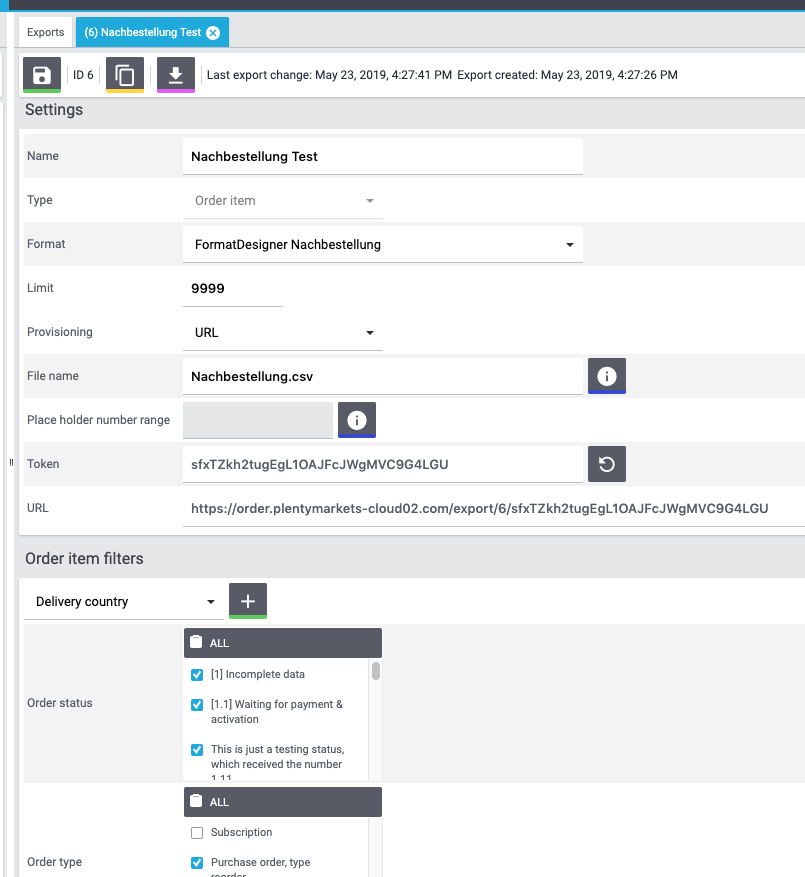 Exports
(6) Nachbestellung Test
ID 6
Last export change: May 23, 2019, 4:27:41 PM Export created: May 23, 2019, 4:27:26 PM
Settings
Name
Nachbestellung Test
Type
Order item
Format
FormatDesigner Nachbestellung
Limit
9999
Provisioning
URL
File name
Nachbestellung.csv
Place holder number range
Token
sfxTZkh2tugEgL1OAJFcJWgMVC9G4LGU
URL
https://order.plentymarkets-cloud02.com/export/6/sfxTZkh2tugEgL1OAJFcJWgMVC9G4LGU
Order item filters
Delivery country
Order status
ALL
[1] Incomplete data
[1.1] Waiting for payment &
activation
This is just a testing status,
which received the number
1.11
Order type
ALL
Subscription
Purchase order, type
reorder